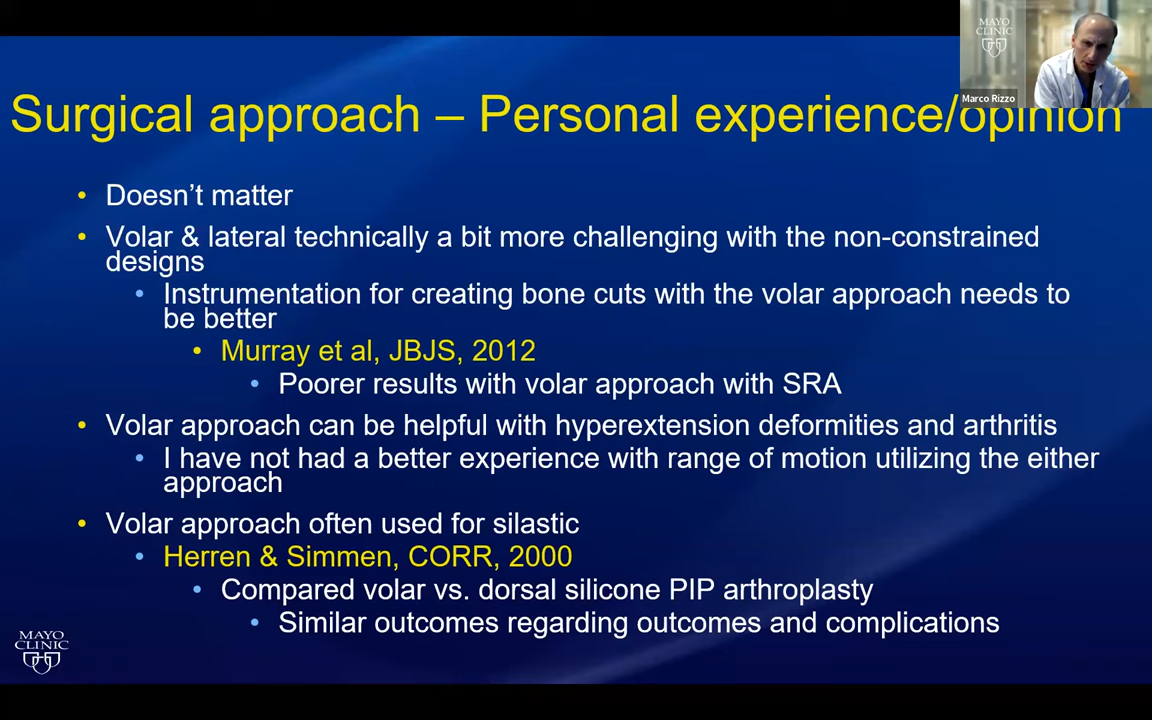 MAYO
CLINIC
Marco Rizzo
Surgical approach – Personal experience/opinion
• Doesn’t matter
• Volar & lateral technically a bit more challenging with the non-constrained
designs
• Instrumentation for creating bone cuts with the volar approach needs to
be better
• Murray et al, JBJS, 2012
• Poorer results with volar approach with SRA
• Volar approach can be helpful with hyperextension deformities and arthritis
• I have not had a better experience with range of motion utilizing the either
approach
• Volar approach often used for silastic
• Herren & Simmen, CORR, 2000
• Compared volar vs. dorsal silicone PIP arthroplasty
• Similar outcomes regarding outcomes and complications
MAYO
CLINIC